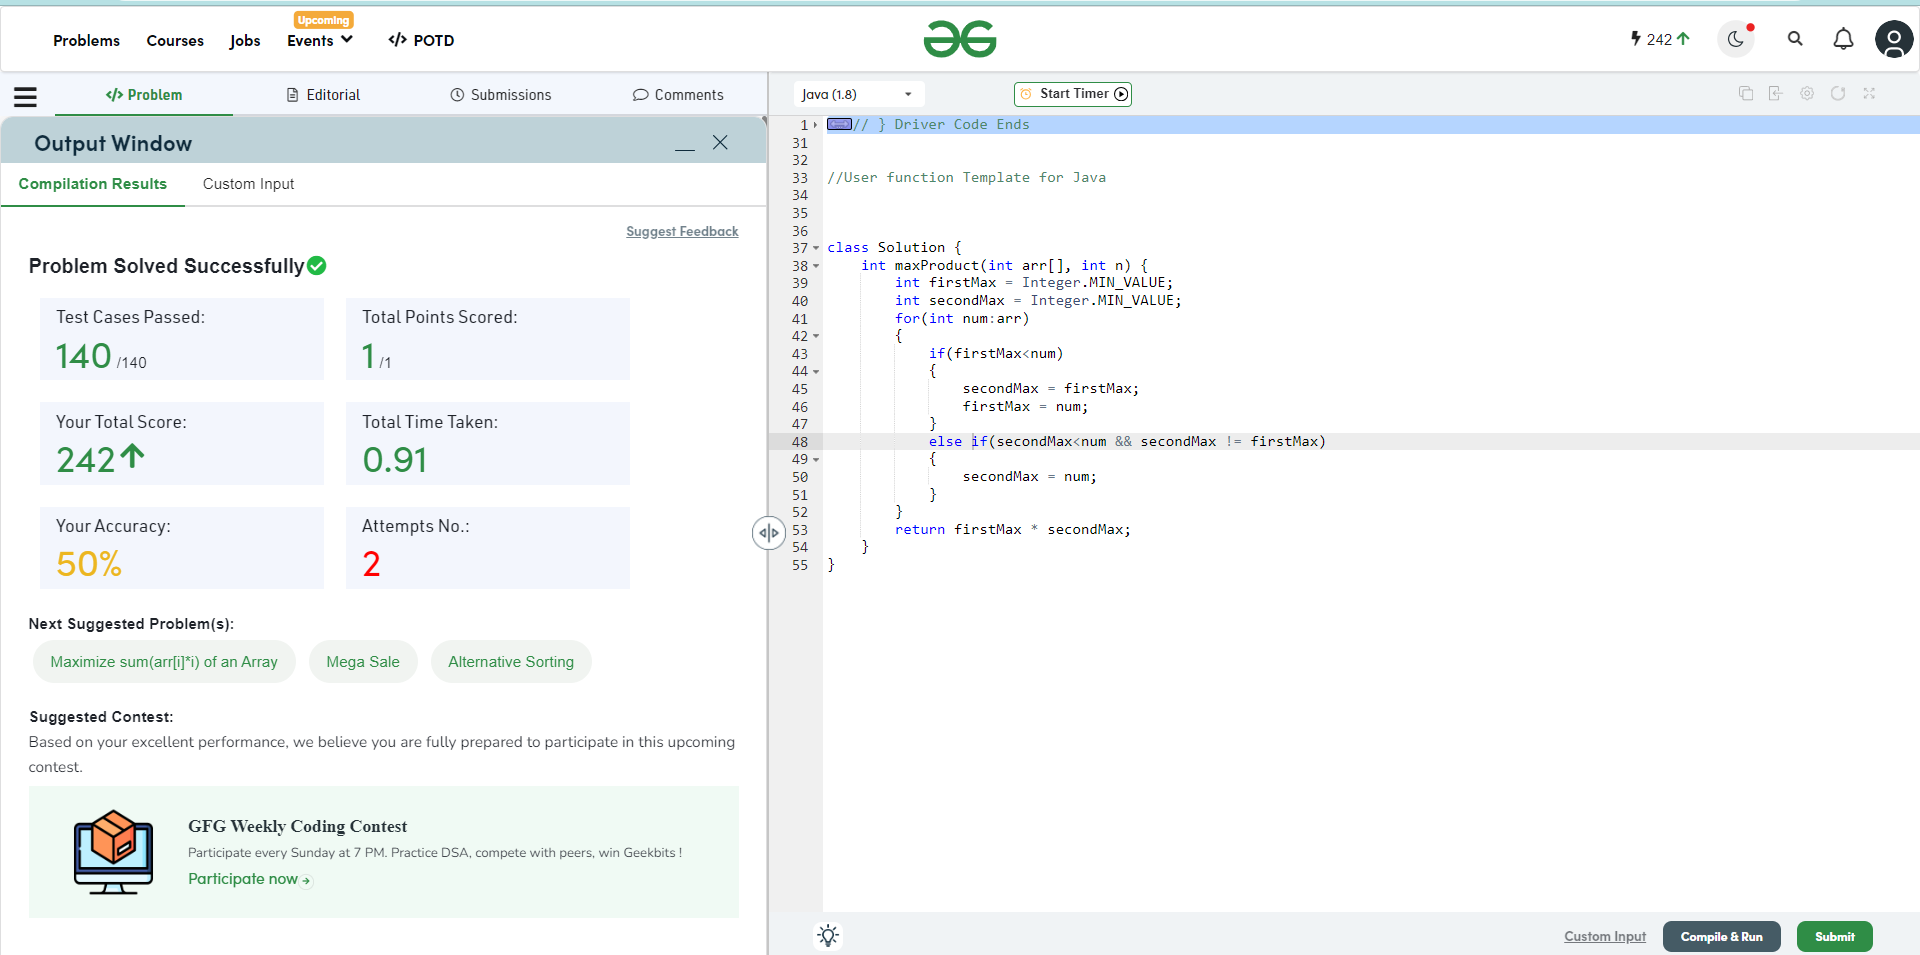 Problems Courses Jobs Upcoming Events </> POTD
242
</> Problem Editorial Submissions Comments
Output Window
Compilation Results Custom Input
Suggest Feedback
Problem Solved Successfully
Test Cases Passed:
140 /140
Total Points Scored:
1 /1
Your Total Score:
242
Total Time Taken:
0.91
Your Accuracy:
50%
Attempts No.:
2
Next Suggested Problem(s):
Maximize sum(arr[i]*i) of an Array Mega Sale Alternative Sorting
Suggested Contest:
Based on your excellent performance, we believe you are fully prepared to participate in this upcoming
contest.
GFG Weekly Coding Contest
Participate every Sunday at 7 PM. Practice DSA, compete with peers, win Geekbits !
Participate now
Java (1.8) Start Timer
1 // } Driver Code Ends
31
32
33 //User function Template for Java
34
35
36
37 class Solution {
38 int maxProduct(int arr[], int n) {
39 int firstMax = Integer.MIN_VALUE;
40 int secondMax = Integer.MIN_VALUE;
41 for(int num:arr)
42 {
43 if(firstMax<num)
44 {
45 secondMax = firstMax;
46 firstMax = num;
47 }
48 else if(secondMax<num && secondMax != firstMax)
49 {
50 secondMax = num;
51 }
52 }
53 return firstMax * secondMax;
54 }
55 }
Custom Input Compile & Run Submit